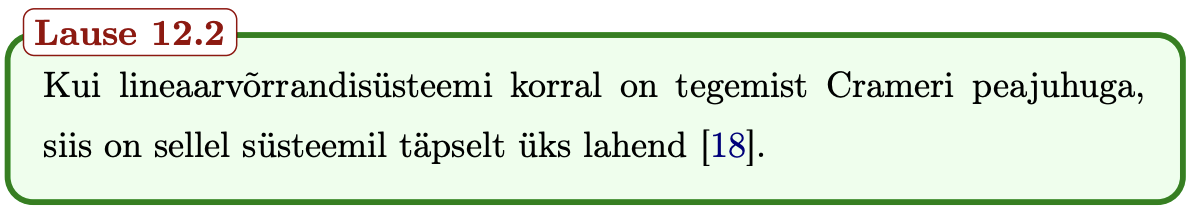 Lause 12.2
Kui lineaarvõrrandisüsteemi korral on tegemist Crameri peajuhuga,
siis on sellel süsteemil täpselt üks lahend [18].